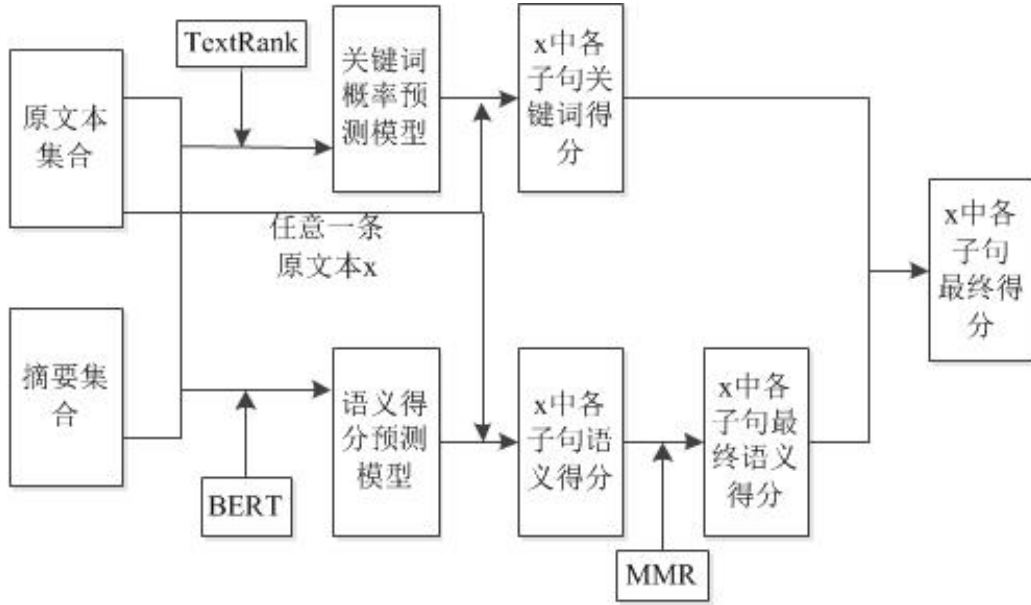 TextRank
原文本
集合
关键词
概率预
测模型
x中各
子句关
键词得
分
任意一条
原文本x
x中各
子句
最终得
分
摘要集
合
BERT
语义得
分预测
模型
x中各
子句语
义得分
MMR
x中各
子句最
终语义
得分